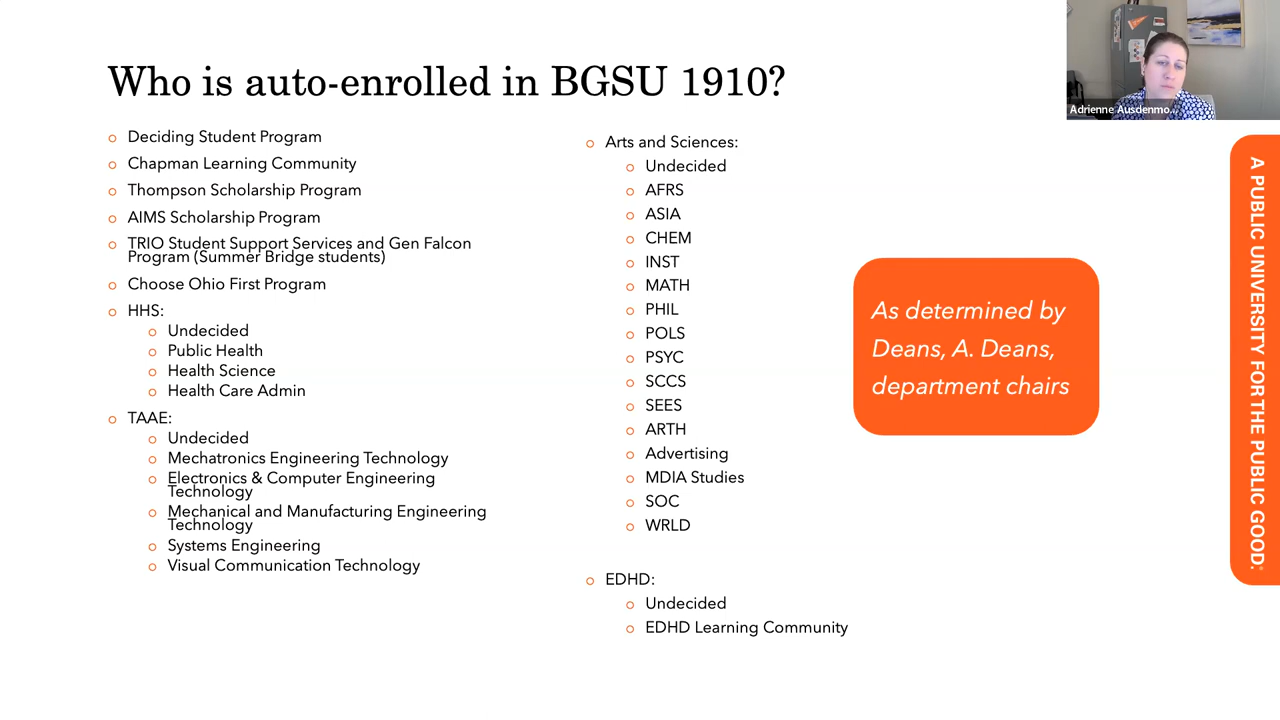 Who is auto-enrolled in BGSU 1910?
Deciding Student Program
Chapman Learning Community
Thompson Scholarship Program
AIMS Scholarship Program
TRIO Student Support Services and Gen Falcon
Program (Summer Bridge students)
Choose Ohio First Program
HHS:
Undecided
Public Health
Health Science
Health Care Admin
TAAE:
Undecided
Mechatronics Engineering Technology
Electronics & Computer Engineering
Technology
Mechanical and Manufacturing Engineering
Technology
Systems Engineering
Visual Communication Technology
Arts and Sciences:
Undecided
AFRS
ASIA
CHEM
INST
MATH
PHIL
POLS
PSYC
SCCS
SEES
ARTH
Advertising
MDIA Studies
SOC
WRLD
EDHD:
Undecided
EDHD Learning Community
As determined by
Deans, A. Deans,
department chairs
Adrienne Ausdenmo...
A PUBLIC UNIVERSITY FOR THE PUBLIC GOOD.®